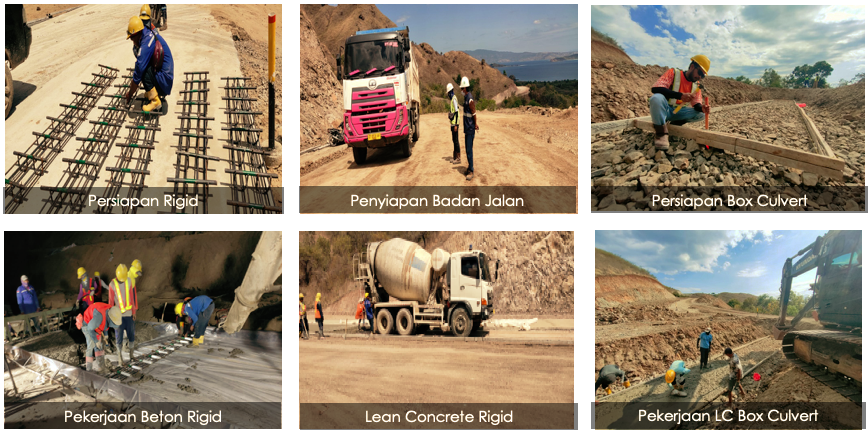 Persiapan Rigid
Penyiapan Badan Jalan
Persiapan Box Culvert
Pekerjaan Beton Rigid
Lean Concrete Rigid
Pekerjaan LC Box Culvert